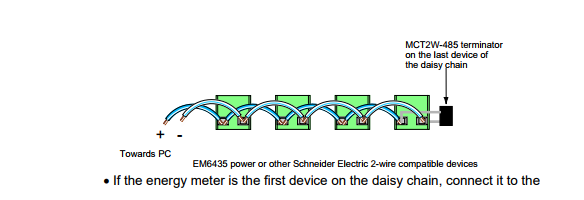 MCT2W-485 terminator
on the last device of
the daisy chain
+ -
Towards PC
EM6435 power or other Schneider Electric 2-wire compatible devices
• If the energy meter is the first device on the daisy chain, connect it to the